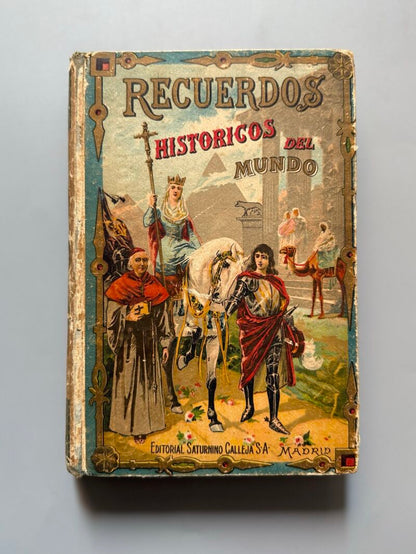 RECUERDOS
HISTORICOS DEL
MUNDO
EDITORIAL SATURNINO CALLEJA S.A. MADRID